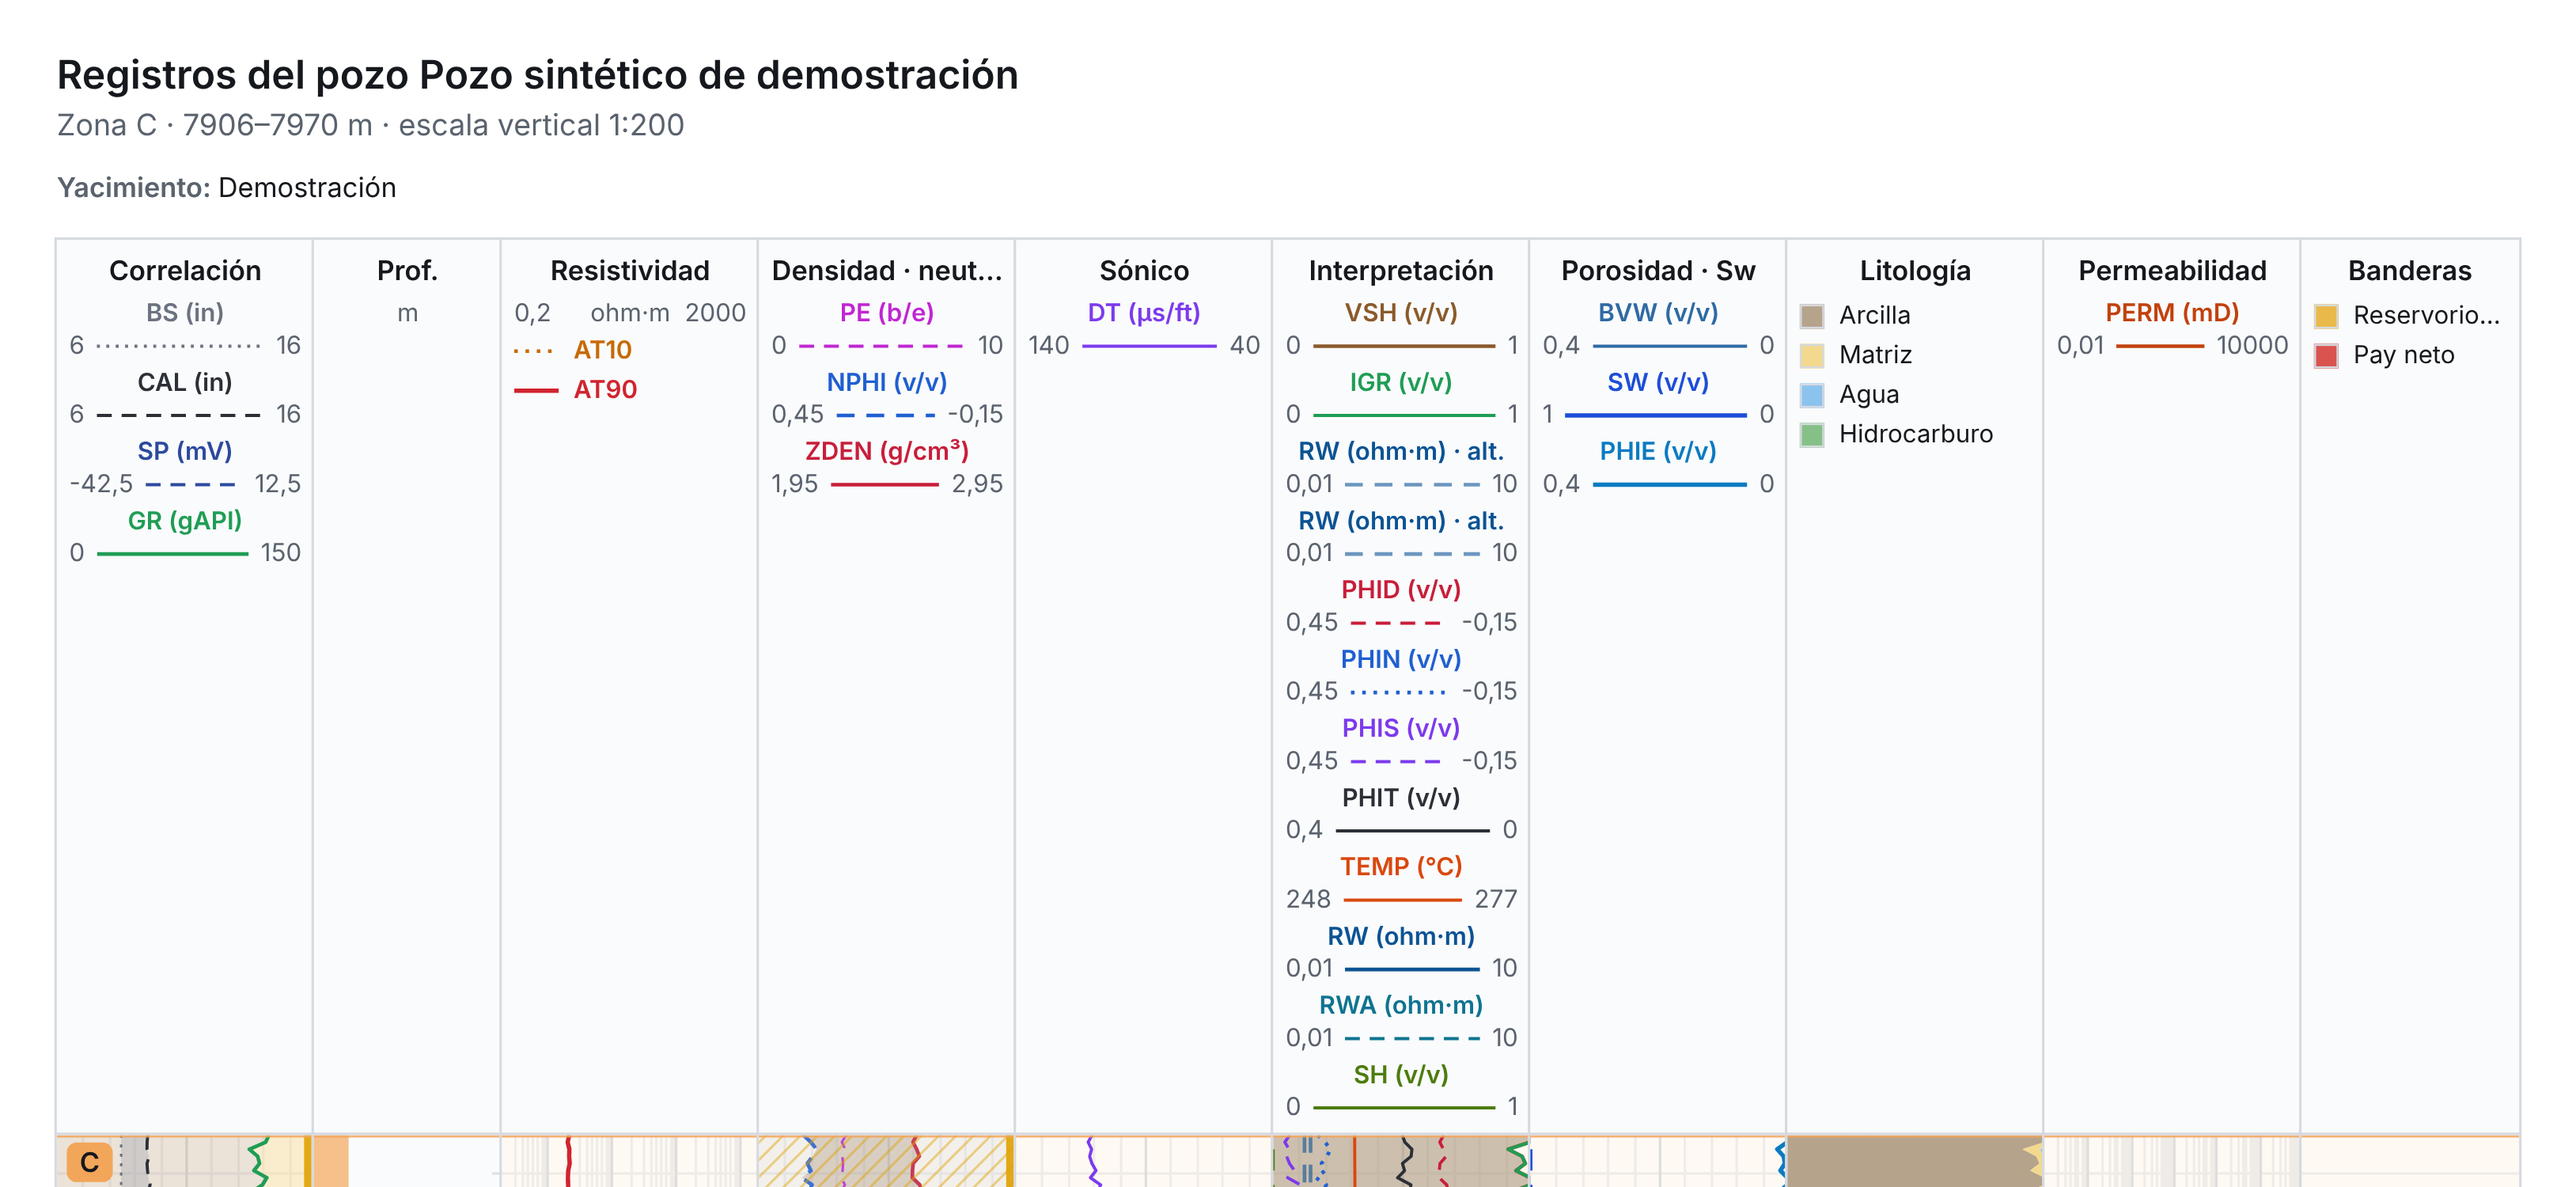 Registros del pozo Pozo sintético de demostración
Zona C · 7906–7970 m · escala vertical 1:200
Yacimiento: Demostración
Correlación
BS (in)
6 16
CAL (in)
6 16
SP (mV)
-42,5 12,5
GR (gAPI)
0 150
Prof.
m
Resistividad
0,2 ohm·m 2000
AT10
AT90
Densidad · neut...
PE (b/e)
0 10
NPHI (v/v)
0,45 -0,15
ZDEN (g/cm³)
1,95 2,95
Sónico
DT (µs/ft)
140 40
Interpretación
VSH (v/v)
0 1
IGR (v/v)
0 1
RW (ohm·m) · alt.
0,01 10
RW (ohm·m) · alt.
0,01 10
PHID (v/v)
0,45 -0,15
PHIN (v/v)
0,45 -0,15
PHIS (v/v)
0,45 -0,15
PHIT (v/v)
0,4 0
TEMP (°C)
248 277
RW (ohm·m)
0,01 10
RWA (ohm·m)
0,01 10
SH (v/v)
0 1
Porosidad · Sw
BVW (v/v)
0,4 0
SW (v/v)
1 0
PHIE (v/v)
0,4 0
Litología
Arcilla
Matriz
Agua
Hidrocarburo
Permeabilidad
PERM (mD)
0,01 10000
Banderas
Reservorio...
Pay neto
C